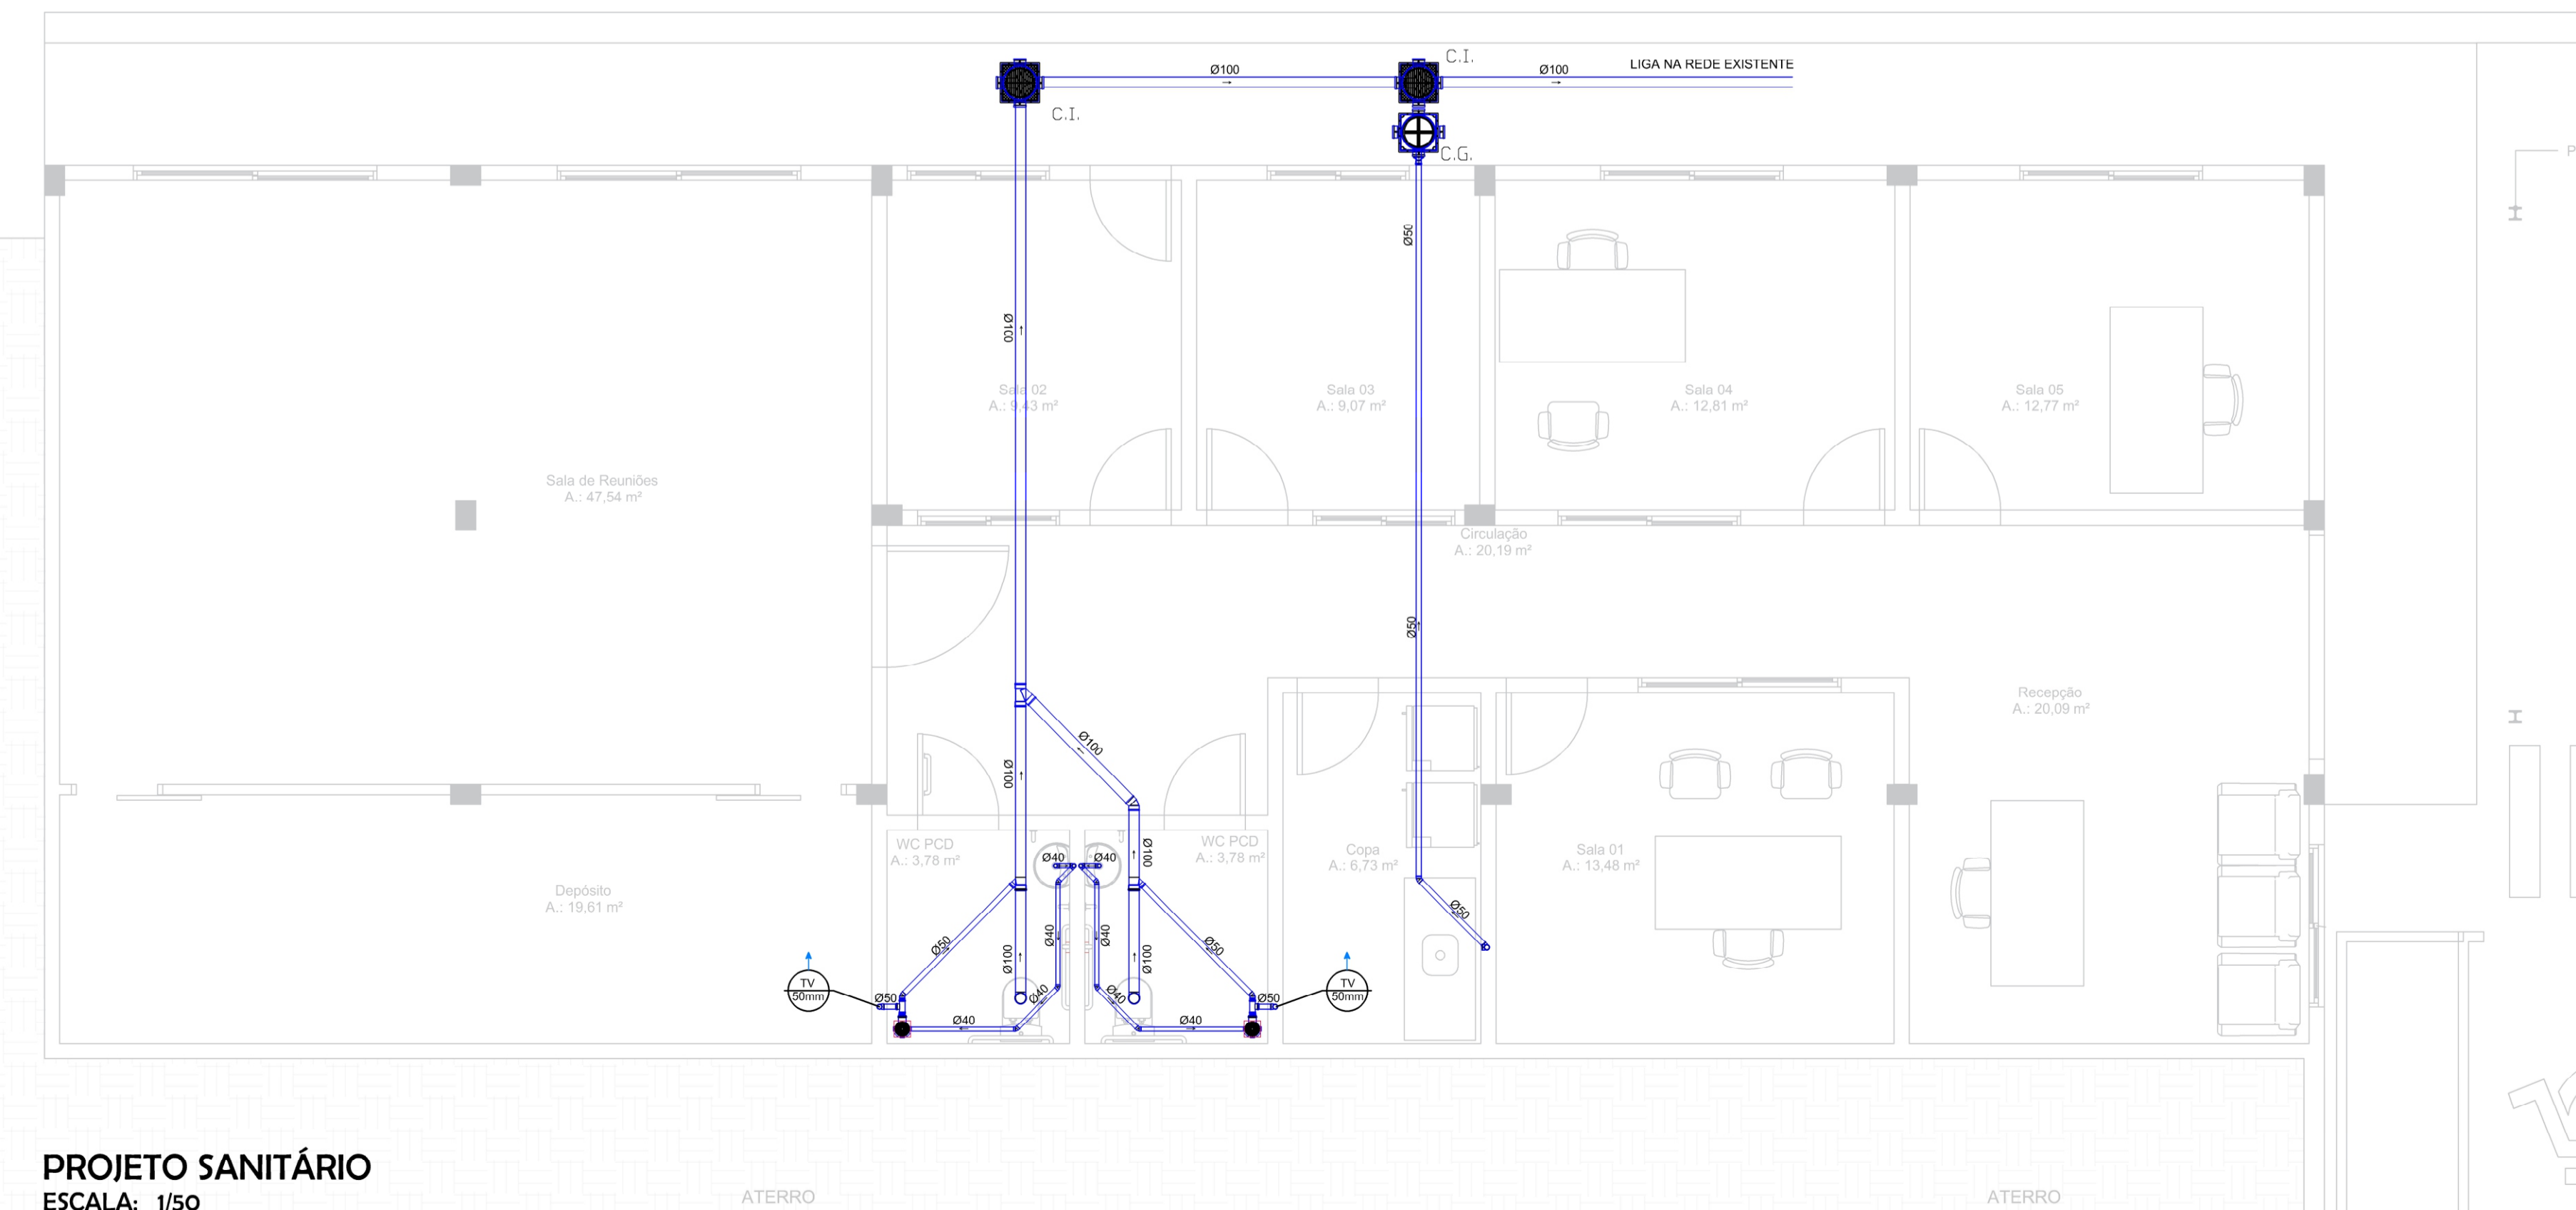 C.I.
Ø100
Ø100
LIGA NA REDE EXISTENTE
C.I.
C.G.
P
Ø50
Ø100
Sala 02
A.: 9,43 m²
Sala 03
A.: 9,07 m²
Sala 04
A.: 12,81 m²
Sala 05
A.: 12,77 m²
Sala de Reuniões
A.: 47,54 m²
Circulação
A.: 20,19 m²
Ø50
Recepção
A.: 20,09 m²
Ø100
Ø100
WC PCD
A.: 3,78 m²
WC PCD
A.: 3,78 m²
Ø100
Ø40
Ø40
Copa
A.: 6,73 m²
Sala 01
A.: 13,48 m²
Depósito
A.: 19,61 m²
Ø50
Ø50
Ø40
Ø40
Ø50
Ø100
Ø100
TV
50mm
Ø50
Ø40
Ø40
Ø50
TV
50mm
Ø40
Ø40
PROJETO SANITÁRIO
ESCALA: 1/50
ATERRO
ATERRO